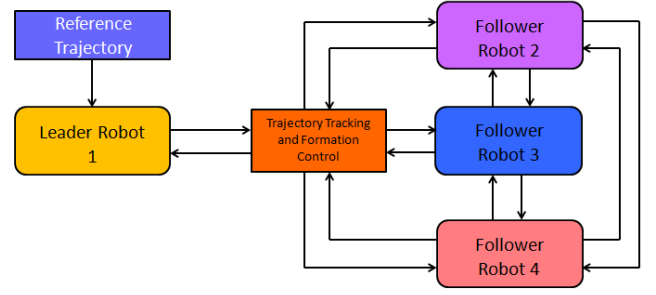 Reference
Trajectory
Leader Robot
1
Trajectory Tracking
and Formation
Control
Follower
Robot 2
Follower
Robot 3
Follower
Robot 4